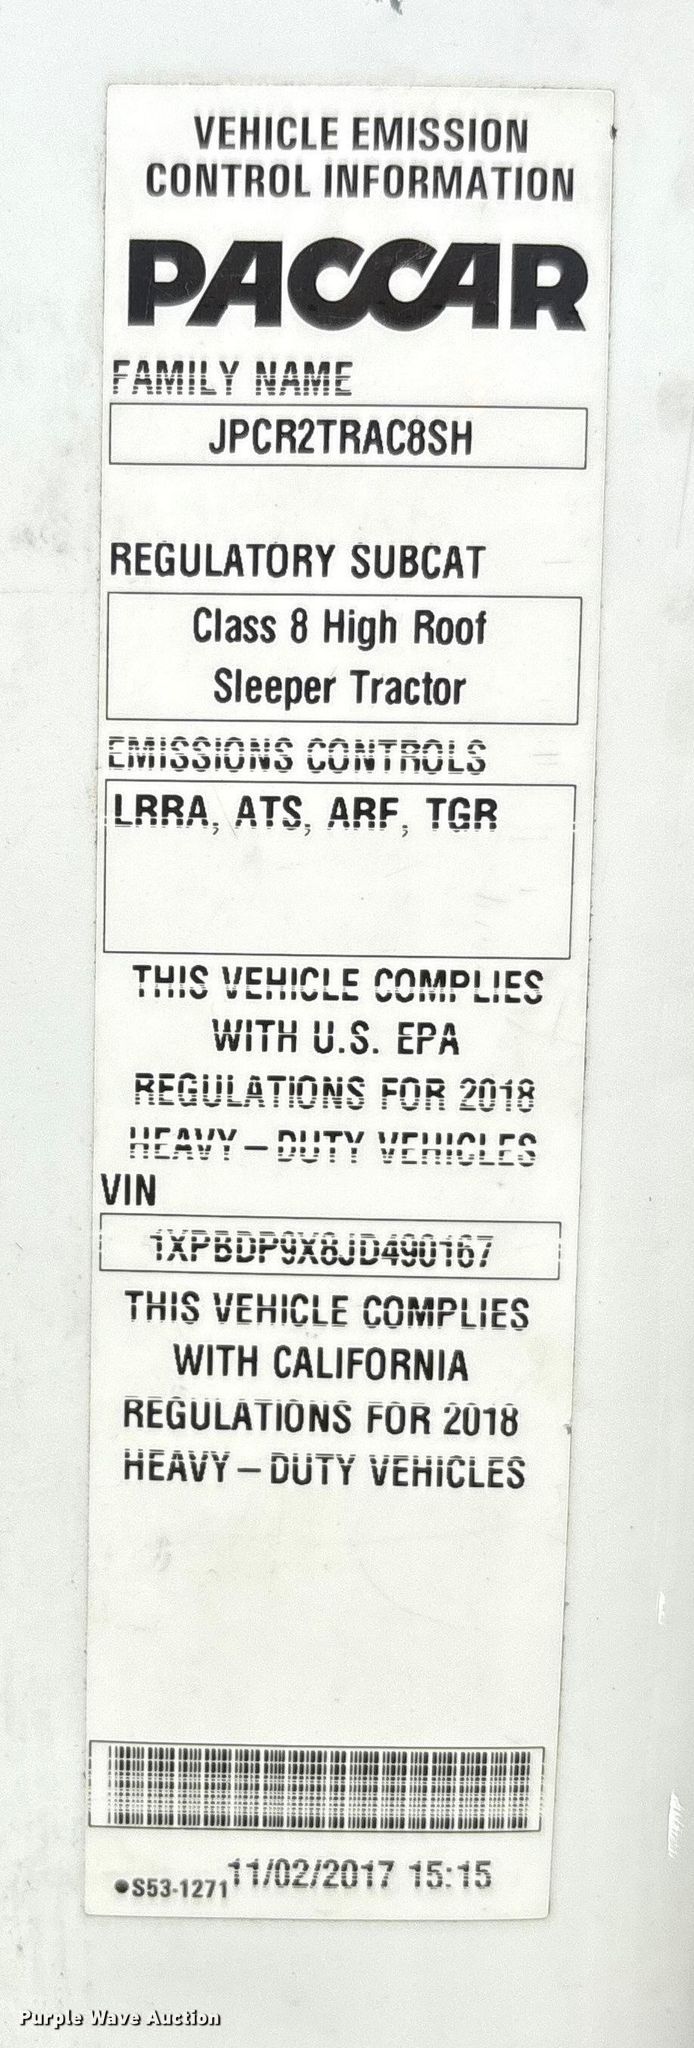 VEHICLE EMISSION
CONTROL INFORMATION
PACCAR
FAMILY NAME
JPCR2TRAC8SH
REGULATORY SUBCAT
Class 8 High Roof
Sleeper Tractor
EMISSIONS CONTROLS
LRRA, ATS, ARF, TGR
THIS VEHICLE COMPLIES
WITH U.S. EPA
REGULATIONS FOR 2018
HEAVY-DUTY VEHICLES
VIN
1XPBDP9X8JD490167
THIS VEHICLE COMPLIES
WITH CALIFORNIA
REGULATIONS FOR 2018
HEAVY-DUTY VEHICLES
●S53-1271 11/02/2017 15:15
Purple Wave Auction